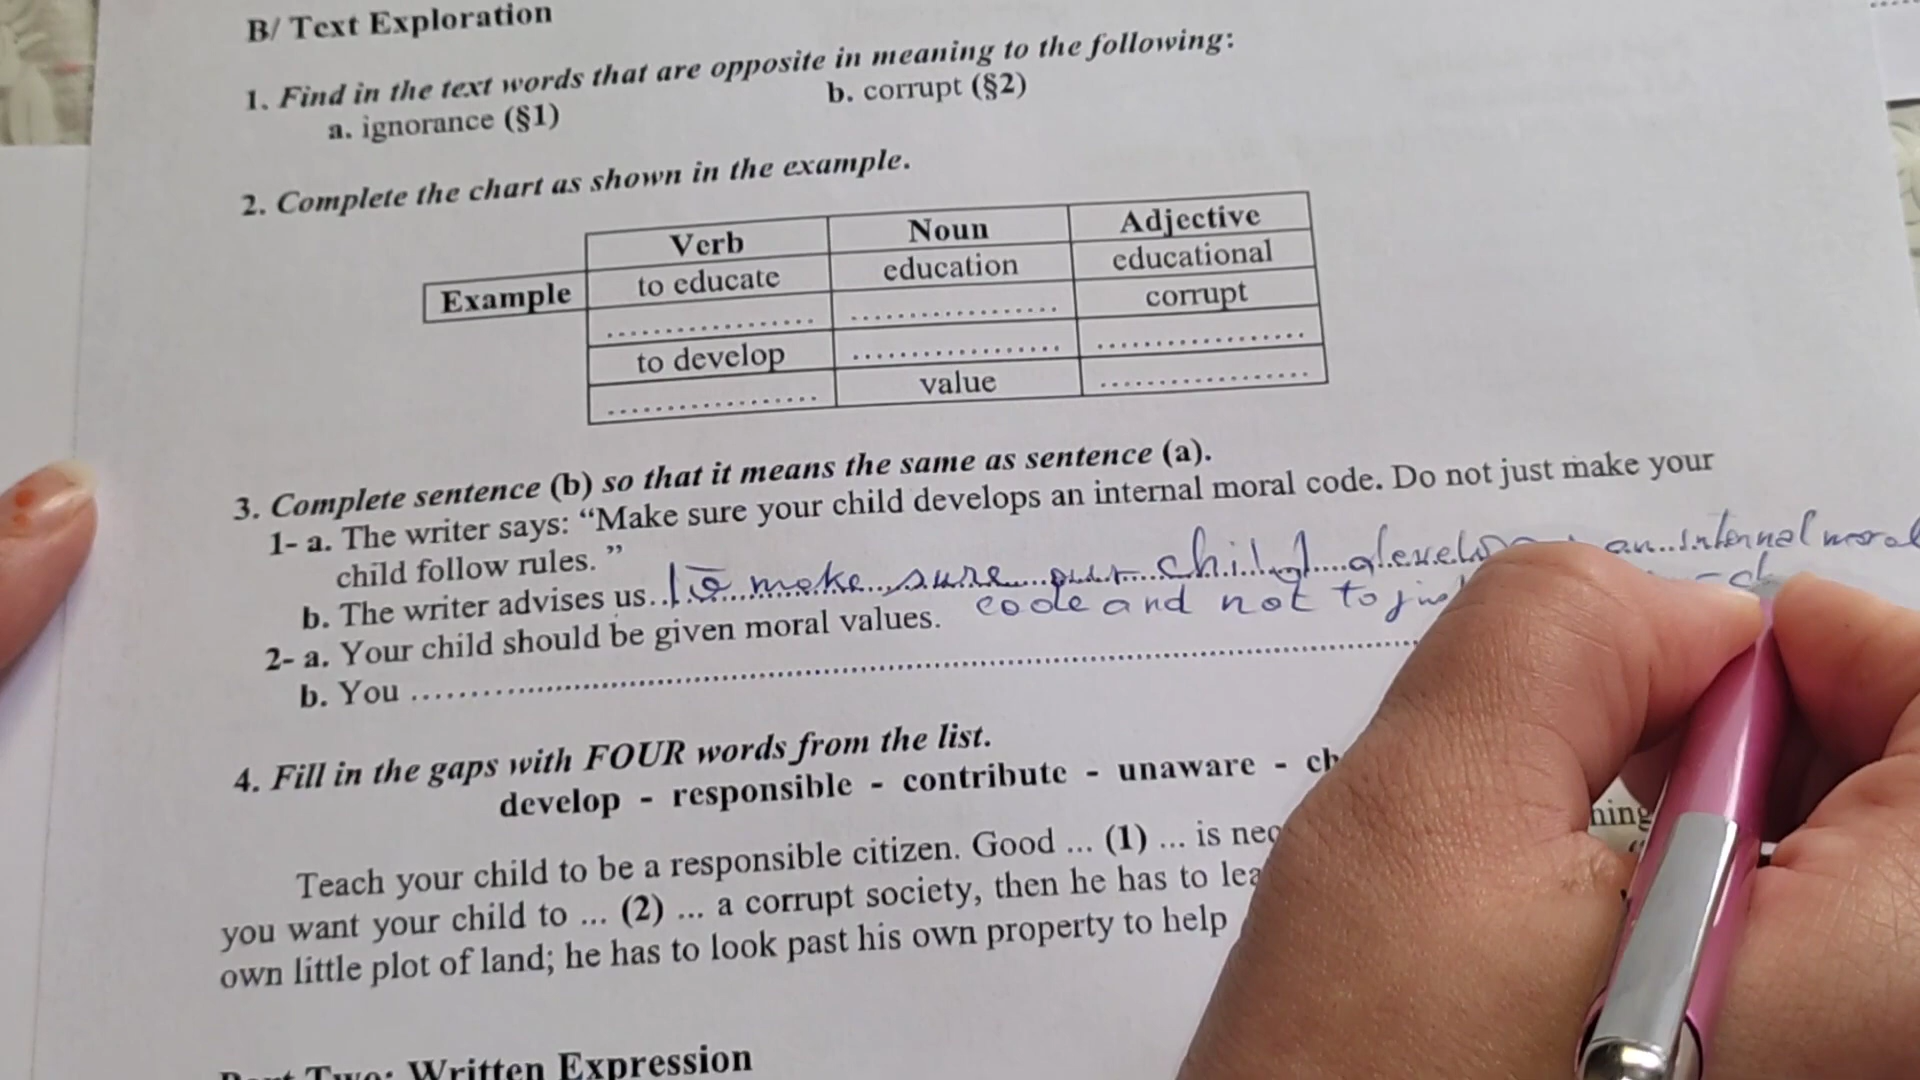 B/ Text Exploration
1. Find in the text words that are opposite in meaning to the following:
a. ignorance (§1) b. corrupt (§2)
2. Complete the chart as shown in the example.
Verb Noun Adjective
Example to educate education educational
.................. .................. corrupt
to develop .................. ..................
.................. value ..................
3. Complete sentence (b) so that it means the same as sentence (a).
1- a. The writer says: “Make sure your child develops an internal moral code. Do not just make your
child follow rules. ”
b. The writer advises us.. to make sure our child an internal moral
code and not to
2- a. Your child should be given moral values.
b. You ..................
4. Fill in the gaps with FOUR words from the list.
develop - responsible - contribute - unaware -
Teach your child to be a responsible citizen. Good ... (1) ... is
you want your child to ... (2) ... a corrupt society, then he has to
own little plot of land; he has to look past his own property to help
Part Two: Written Expression